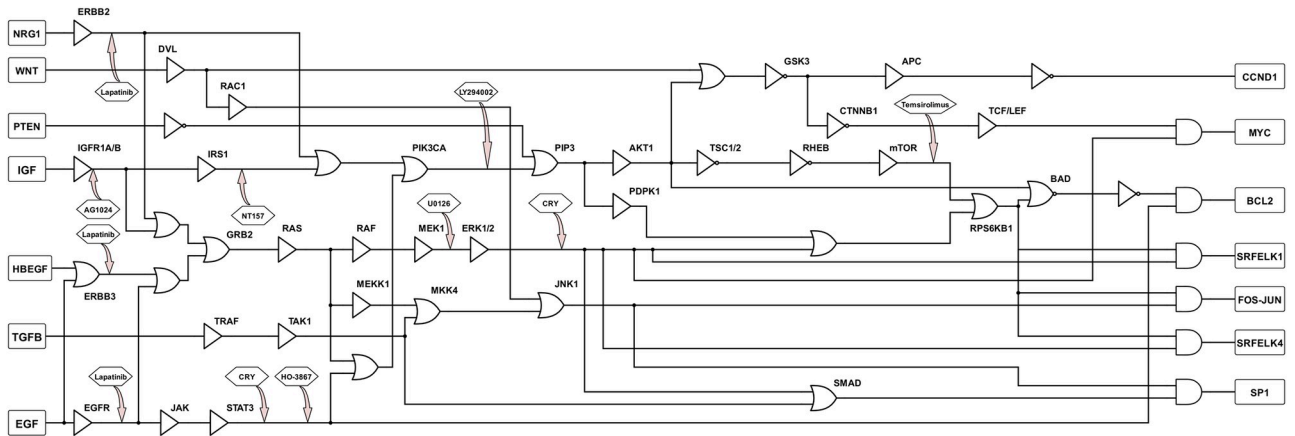 ERBB2
NRG1
DVL
GSK3
APC
WNT
CCND1
Lapatinib
RAC1
LY294002
Temsirolimus
CTNNB1
TCF/LEF
PTEN
MYC
IGFR1A/B
IRS1
PIK3CA
PIP3
AKT1
TSC1/2
RHEB
mTOR
IGF
BAD
PDPK1
AG1024
NT157
U0126
CRY
BCL2
Lapatinib
GRB2
RAS
RAF
MEK1
ERK1/2
RPS6KB1
SRFELK1
HBEGF
ERBB3
MEKK1
MKK4
JNK1
FOS-JUN
TRAF
TAK1
TGFB
SRFELK4
Lapatinib
CRY
HO-3867
SMAD
SP1
EGFR
JAK
STAT3
EGF